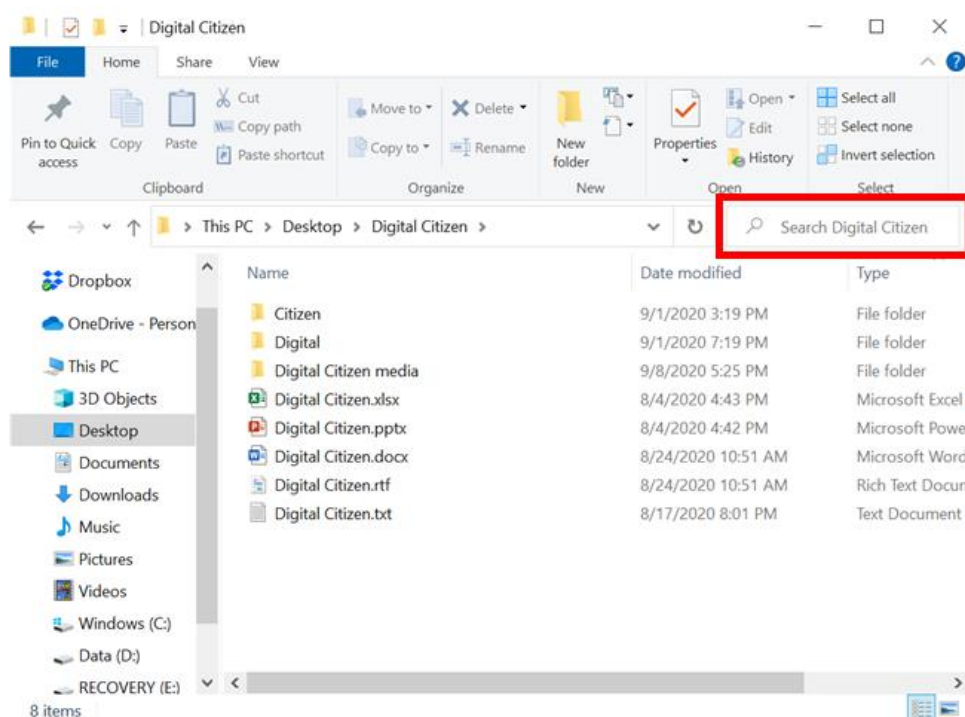 Digital Citizen
File Home Share View
Pin to Quick access
Copy
Paste
Cut
Copy path
Paste shortcut
Clipboard
Move to
Copy to
Delete
Rename
Organize
New folder
New
Properties
Open
Edit
History
Open
Select all
Select none
Invert selection
Select
This PC > Desktop > Digital Citizen >
Search Digital Citizen
Dropbox
OneDrive - Person
This PC
3D Objects
Desktop
Documents
Downloads
Music
Pictures
Videos
Windows (C:)
Data (D:)
RECOVERY (E:)
Name Date modified Type
Citizen 9/1/2020 3:19 PM File folder
Digital 9/1/2020 7:19 PM File folder
Digital Citizen media 9/8/2020 5:25 PM File folder
Digital Citizen.xlsx 8/4/2020 4:43 PM Microsoft Excel
Digital Citizen.pptx 8/4/2020 4:42 PM Microsoft Powe
Digital Citizen.docx 8/24/2020 10:51 AM Microsoft Word
Digital Citizen.rtf 8/24/2020 10:51 AM Rich Text Docur
Digital Citizen.txt 8/17/2020 8:01 PM Text Document
8 items